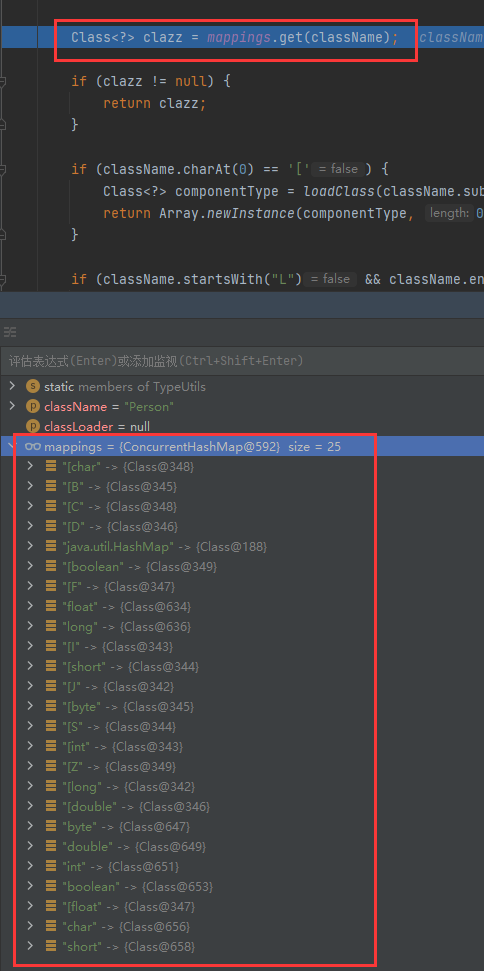 Class<?> clazz = mappings.get(className); classNam
if (clazz != null) {
return clazz;
}
if (className.charAt(0) == '[' = false ) {
Class<?> componentType = loadClass(className.sub
return Array.newInstance(componentType, length: 0
}
if (className.startsWith("L") = false && className.en
评估表达式(Enter)或添加监视(Ctrl+Shift+Enter)
static members of TypeUtils
className = "Person"
classLoader = null
mappings = {ConcurrentHashMap@592} size = 25
"[char" -> {Class@348}
"[B" -> {Class@345}
"[C" -> {Class@348}
"[D" -> {Class@346}
"java.util.HashMap" -> {Class@188}
"[boolean" -> {Class@349}
"[F" -> {Class@347}
"float" -> {Class@634}
"long" -> {Class@636}
"[I" -> {Class@343}
"[short" -> {Class@344}
"[J" -> {Class@342}
"[byte" -> {Class@345}
"[S" -> {Class@344}
"[int" -> {Class@343}
"[Z" -> {Class@349}
"[long" -> {Class@342}
"[double" -> {Class@346}
"byte" -> {Class@647}
"double" -> {Class@649}
"int" -> {Class@651}
"boolean" -> {Class@653}
"[float" -> {Class@347}
"char" -> {Class@656}
"short" -> {Class@658}